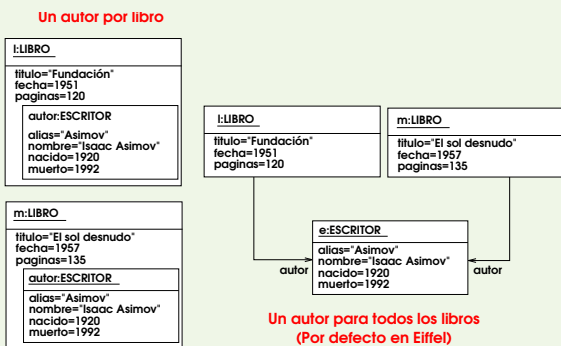 Un autor por libro
l:LIBRO
titulo="Fundación"
fecha=1951
paginas=120
autor:ESCRITOR
alias="Asimov"
nombre="Isaac Asimov"
nacido=1920
muerto=1992
m:LIBRO
titulo="El sol desnudo"
fecha=1957
paginas=135
autor:ESCRITOR
alias="Asimov"
nombre="Isaac Asimov"
nacido=1920
muerto=1992
l:LIBRO
titulo="Fundación"
fecha=1951
paginas=120
m:LIBRO
titulo="El sol desnudo"
fecha=1957
paginas=135
e:ESCRITOR
alias="Asimov"
nombre="Isaac Asimov"
nacido=1920
muerto=1992
autor
autor
Un autor para todos los libros
(Por defecto en Eiffel)